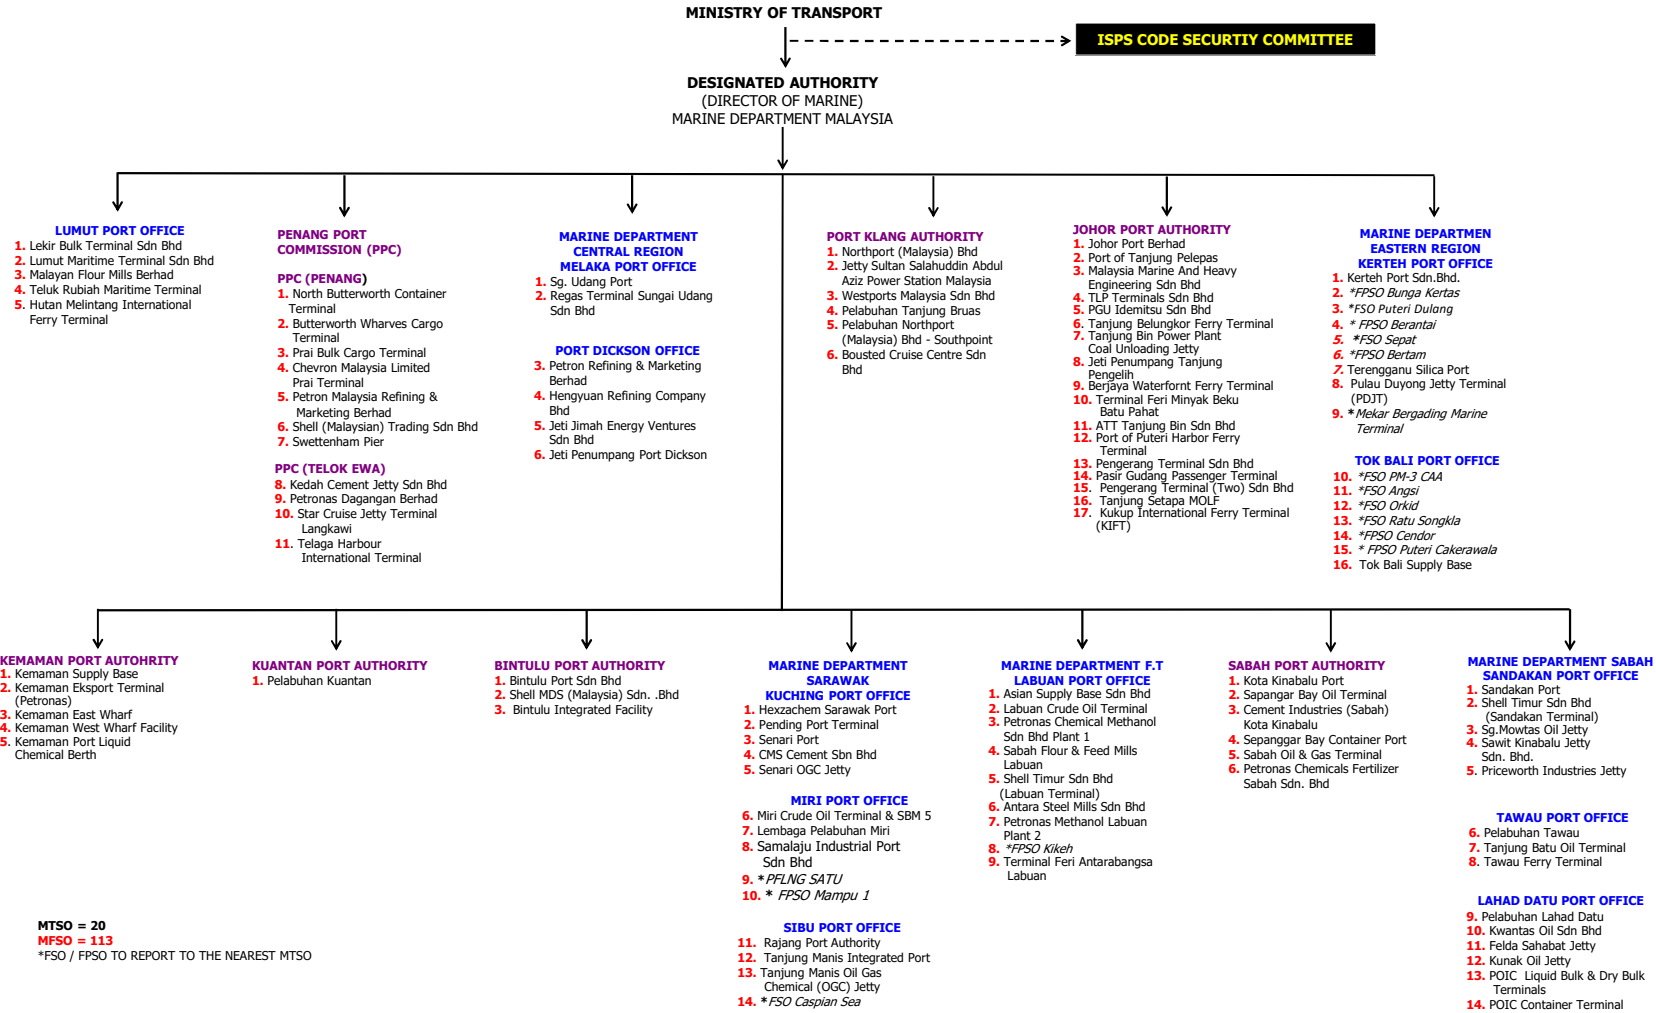 MINISTRY OF TRANSPORT
ISPS CODE SECURTIY COMMITTEE
DESIGNATED AUTHORITY
(DIRECTOR OF MARINE)
MARINE DEPARTMENT MALAYSIA
LUMUT PORT OFFICE
1. Lekir Bulk Terminal Sdn Bhd
2. Lumut Maritime Terminal Sdn Bhd
3. Malayan Flour Mills Berhad
4. Teluk Rubiah Maritime Terminal
5. Hutan Melintang International
Ferry Terminal
PENANG PORT
COMMISSION (PPC)
PPC (PENANG)
1. North Butterworth Container
Terminal
2. Butterworth Wharves Cargo
Terminal
3. Prai Bulk Cargo Terminal
4. Chevron Malaysia Limited
Prai Terminal
5. Petron Malaysia Refining &
Marketing Berhad
6. Shell (Malaysian) Trading Sdn Bhd
7. Swettenham Pier
PPC (TELOK EWA)
8. Kedah Cement Jetty Sdn Bhd
9. Petronas Dagangan Berhad
10. Star Cruise Jetty Terminal
Langkawi
11. Telaga Harbour
International Terminal
MARINE DEPARTMENT
CENTRAL REGION
MELAKA PORT OFFICE
1. Sg. Udang Port
2. Regas Terminal Sungai Udang
Sdn Bhd
PORT DICKSON OFFICE
3. Petron Refining & Marketing
Berhad
4. Hengyuan Refining Company
Bhd
5. Jeti Jimah Energy Ventures
Sdn Bhd
6. Jeti Penumpang Port Dickson
PORT KLANG AUTHORITY
1. Northport (Malaysia) Bhd
2. Jetty Sultan Salahuddin Abdul
Aziz Power Station Malaysia
3. Westports Malaysia Sdn Bhd
4. Pelabuhan Tanjung Bruas
5. Pelabuhan Northport
(Malaysia) Bhd - Southpoint
6. Bousted Cruise Centre Sdn
Bhd
JOHOR PORT AUTHORITY
1. Johor Port Berhad
2. Port of Tanjung Pelepas
3. Malaysia Marine And Heavy
Engineering Sdn Bhd
4. TLP Terminals Sdn Bhd
5. PGU Idemitsu Sdn Bhd
6. Tanjung Belungkor Ferry Terminal
7. Tanjung Bin Power Plant
Coal Unloading Jetty
8. Jeti Penumpang Tanjung
Pengelih
9. Berjaya Waterfornt Ferry Terminal
10. Terminal Feri Minyak Beku
Batu Pahat
11. ATT Tanjung Bin Sdn Bhd
12. Port of Puteri Harbor Ferry
Terminal
13. Pengerang Terminal Sdn Bhd
14. Pasir Gudang Passenger Terminal
15. Pengerang Terminal (Two) Sdn Bhd
16. Tanjung Setapa MOLF
17. Kukup International Ferry Terminal
(KIFT)
MARINE DEPARTMEN
EASTERN REGION
KERTEH PORT OFFICE
1. Kerteh Port Sdn.Bhd.
2. *FPSO Bunga Kertas
3. *FSO Puteri Dulang
4. * FPSO Berantai
5. *FSO Sepat
6. *FPSO Bertam
7. Terengganu Silica Port
8. Pulau Duyong Jetty Terminal
(PDJT)
9. *Mekar Bergading Marine
Terminal
TOK BALI PORT OFFICE
10. *FSO PM-3 CAA
11. *FSO Angsi
12. *FSO Orkid
13. *FSO Ratu Songkla
14. *FPSO Cendor
15. * FPSO Puteri Cakerawala
16. Tok Bali Supply Base
KEMAMAN PORT AUTOHRITY
1. Kemaman Supply Base
2. Kemaman Eksport Terminal
(Petronas)
3. Kemaman East Wharf
4. Kemaman West Wharf Facility
5. Kemaman Port Liquid
Chemical Berth
KUANTAN PORT AUTHORITY
1. Pelabuhan Kuantan
BINTULU PORT AUTHORITY
1. Bintulu Port Sdn Bhd
2. Shell MDS (Malaysia) Sdn. .Bhd
3. Bintulu Integrated Facility
MARINE DEPARTMENT
SARAWAK
KUCHING PORT OFFICE
1. Hexzachem Sarawak Port
2. Pending Port Terminal
3. Senari Port
4. CMS Cement Sbn Bhd
5. Senari OGC Jetty
MIRI PORT OFFICE
6. Miri Crude Oil Terminal & SBM 5
7. Lembaga Pelabuhan Miri
8. Samalaju Industrial Port
Sdn Bhd
9. *PFLNG SATU
10. * FPSO Mampu 1
SIBU PORT OFFICE
11. Rajang Port Authority
12. Tanjung Manis Integrated Port
13. Tanjung Manis Oil Gas
Chemical (OGC) Jetty
14. *FSO Caspian Sea
MARINE DEPARTMENT F.T
LABUAN PORT OFFICE
1. Asian Supply Base Sdn Bhd
2. Labuan Crude Oil Terminal
3. Petronas Chemical Methanol
Sdn Bhd Plant 1
4. Sabah Flour & Feed Mills
Labuan
5. Shell Timur Sdn Bhd
(Labuan Terminal)
6. Antara Steel Mills Sdn Bhd
7. Petronas Methanol Labuan
Plant 2
8. *FPSO Kikeh
9. Terminal Feri Antarabangsa
Labuan
SABAH PORT AUTHORITY
1. Kota Kinabalu Port
2. Sapangar Bay Oil Terminal
3. Cement Industries (Sabah)
Kota Kinabalu
4. Sepanggar Bay Container Port
5. Sabah Oil & Gas Terminal
6. Petronas Chemicals Fertilizer
Sabah Sdn. Bhd
MARINE DEPARTMENT SABAH
SANDAKAN PORT OFFICE
1. Sandakan Port
2. Shell Timur Sdn Bhd
(Sandakan Terminal)
3. Sg.Mowtas Oil Jetty
4. Sawit Kinabalu Jetty
Sdn. Bhd.
5. Priceworth Industries Jetty
TAWAU PORT OFFICE
6. Pelabuhan Tawau
7. Tanjung Batu Oil Terminal
8. Tawau Ferry Terminal
LAHAD DATU PORT OFFICE
9. Pelabuhan Lahad Datu
10. Kwantas Oil Sdn Bhd
11. Felda Sahabat Jetty
12. Kunak Oil Jetty
13. POIC Liquid Bulk & Dry Bulk
Terminals
14. POIC Container Terminal
MTSO = 20
MFSO = 113
*FSO / FPSO TO REPORT TO THE NEAREST MTSO